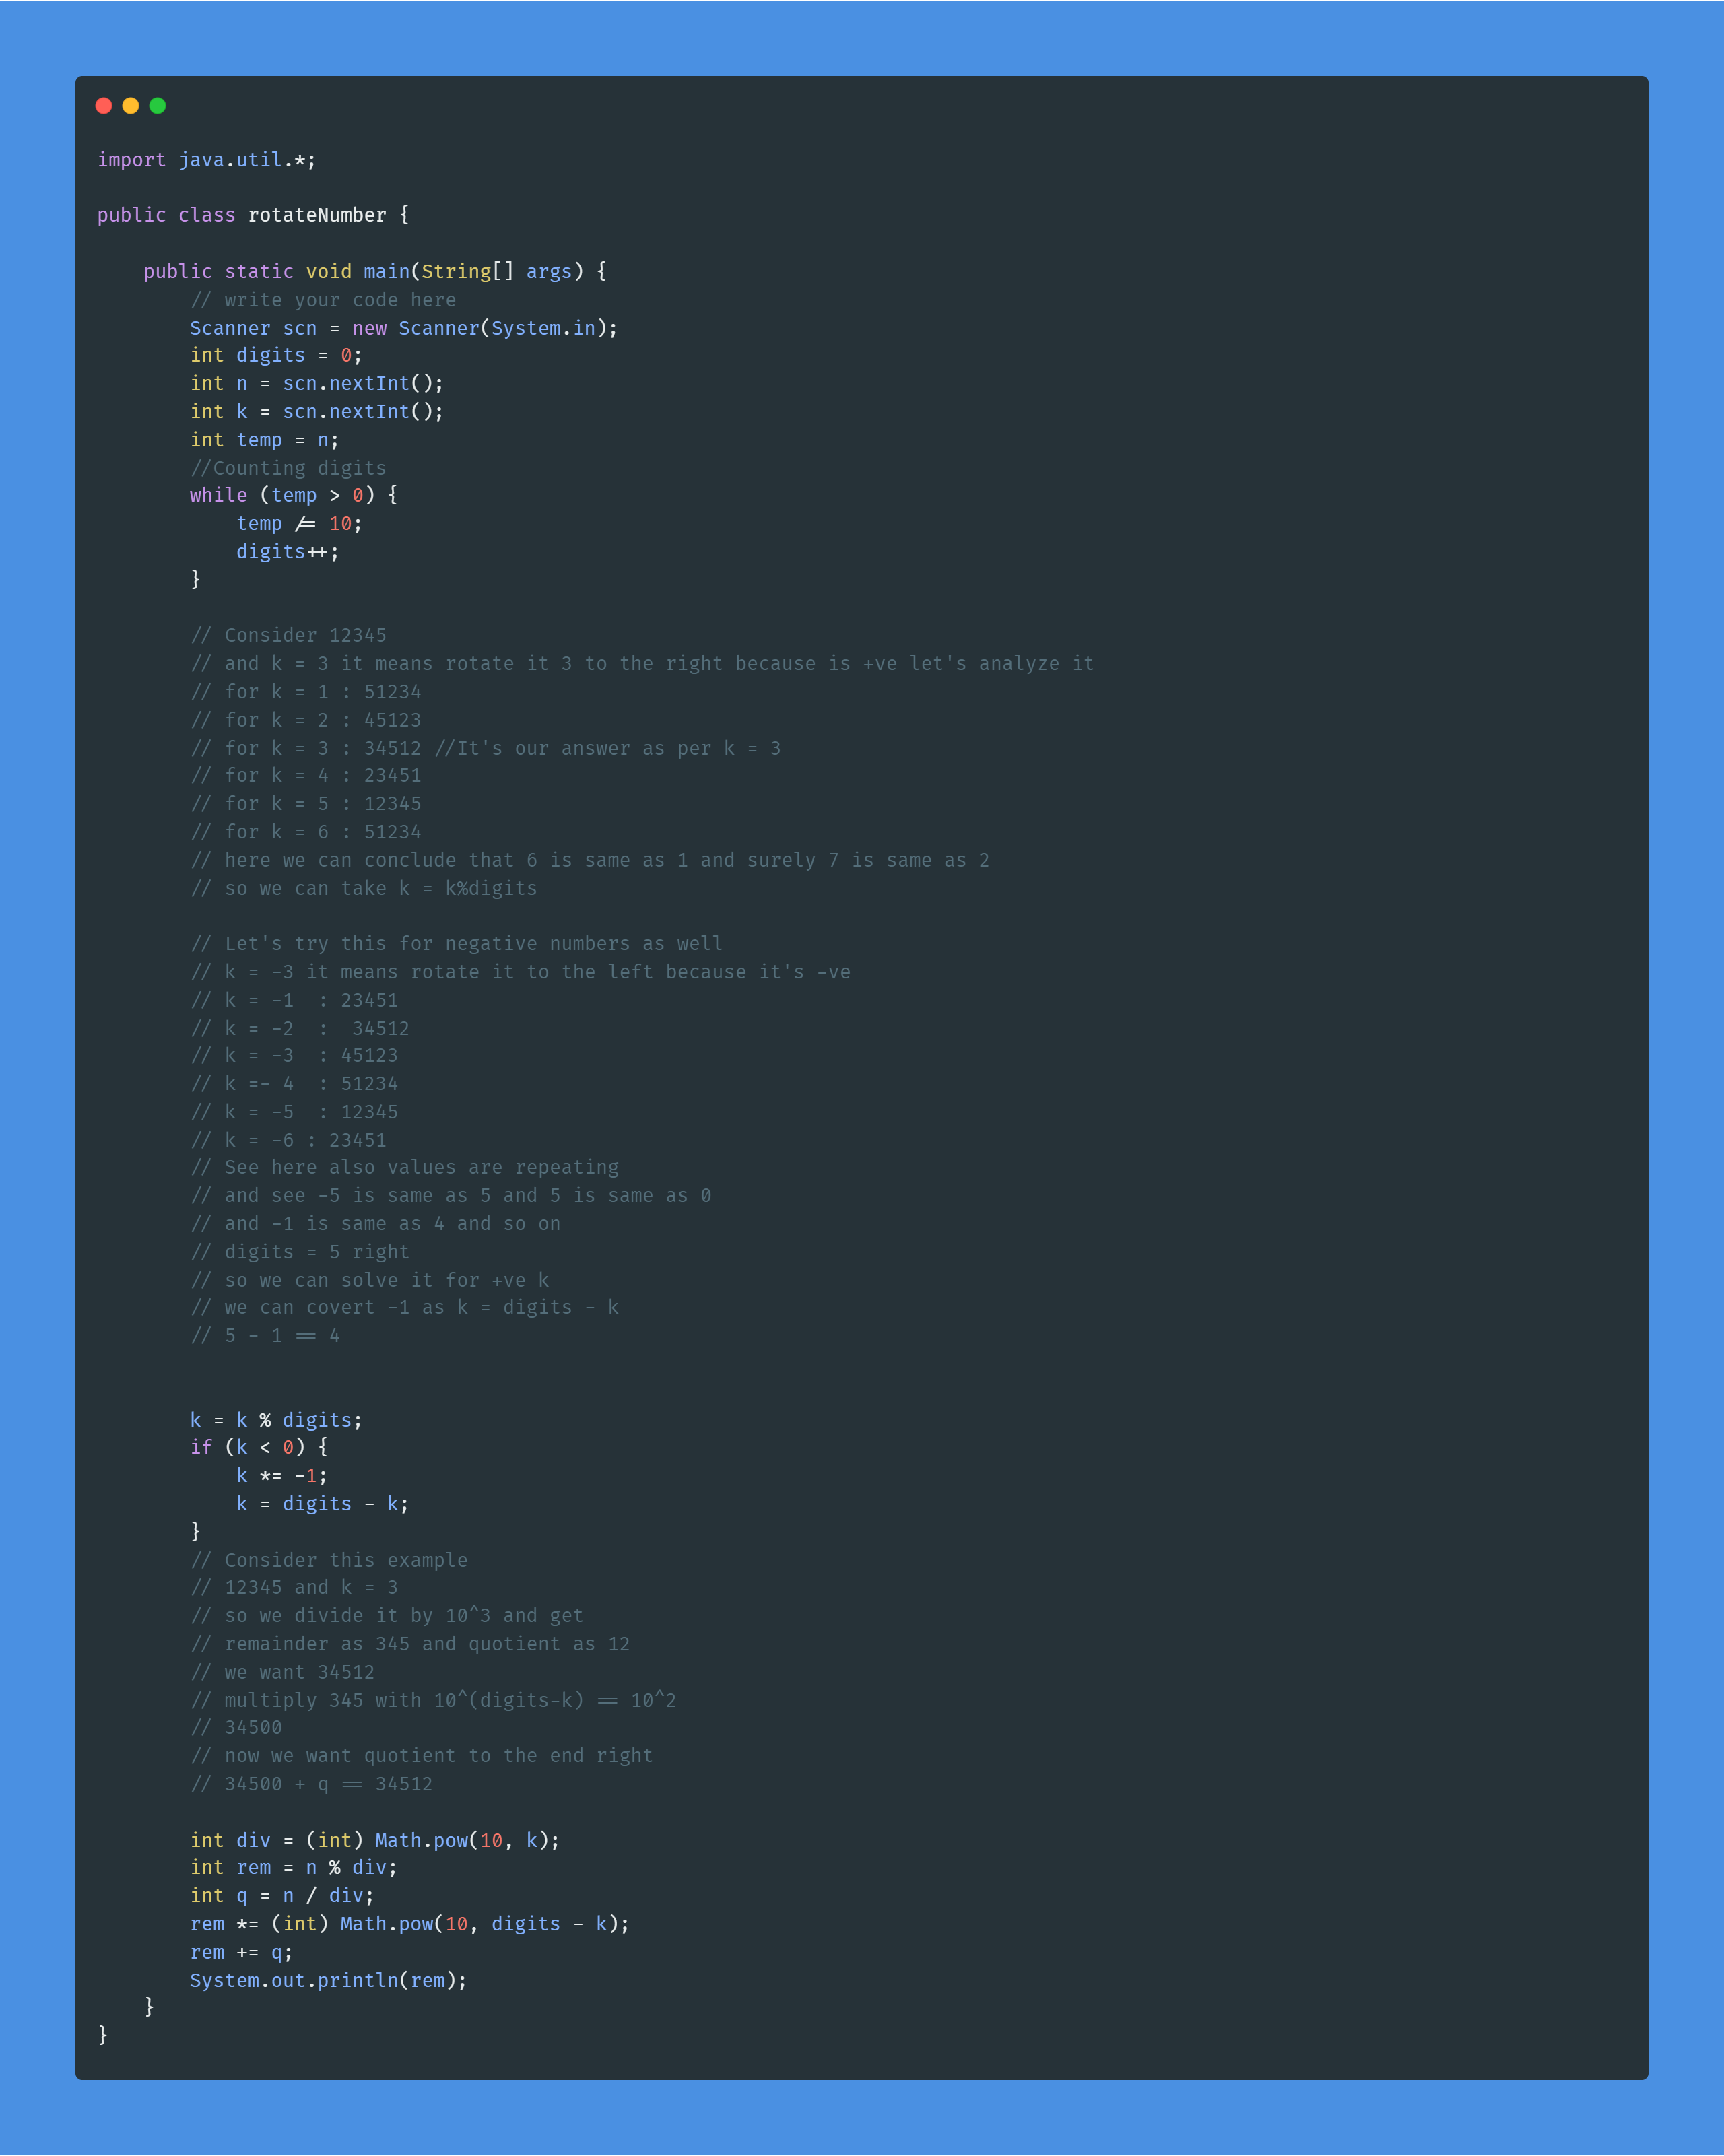 import java.util.*;

public class rotateNumber {

    public static void main(String[] args) {
        // write your code here
        Scanner scn = new Scanner(System.in);
        int digits = 0;
        int n = scn.nextInt();
        int k = scn.nextInt();
        int temp = n;
        //Counting digits
        while (temp > 0) {
            temp /= 10;
            digits++;
        }

        // Consider 12345
        // and k = 3 it means rotate it 3 to the right because is +ve let's analyze it
        // for k = 1 : 51234
        // for k = 2 : 45123
        // for k = 3 : 34512 //It's our answer as per k = 3
        // for k = 4 : 23451
        // for k = 5 : 12345
        // for k = 6 : 51234
        // here we can conclude that 6 is same as 1 and surely 7 is same as 2
        // so we can take k = k%digits

        // Let's try this for negative numbers as well
        // k = -3 it means rotate it to the left because it's -ve
        // k = -1  : 23451
        // k = -2  :  34512
        // k = -3  : 45123
        // k =- 4  : 51234
        // k = -5  : 12345
        // k = -6 : 23451
        // See here also values are repeating
        // and see -5 is same as 5 and 5 is same as 0
        // and -1 is same as 4 and so on
        // digits = 5 right
        // so we can solve it for +ve k
        // we can covert -1 as k = digits - k
        // 5 - 1 == 4


        k = k % digits;
        if (k < 0) {
            k *= -1;
            k = digits - k;
        }
        // Consider this example
        // 12345 and k = 3
        // so we divide it by 10^3 and get
        // remainder as 345 and quotient as 12
        // we want 34512
        // multiply 345 with 10^(digits-k) == 10^2
        // 34500
        // now we want quotient to the end right
        // 34500 + q == 34512

        int div = (int) Math.pow(10, k);
        int rem = n % div;
        int q = n / div;
        rem *= (int) Math.pow(10, digits - k);
        rem += q;
        System.out.println(rem);
    }
}